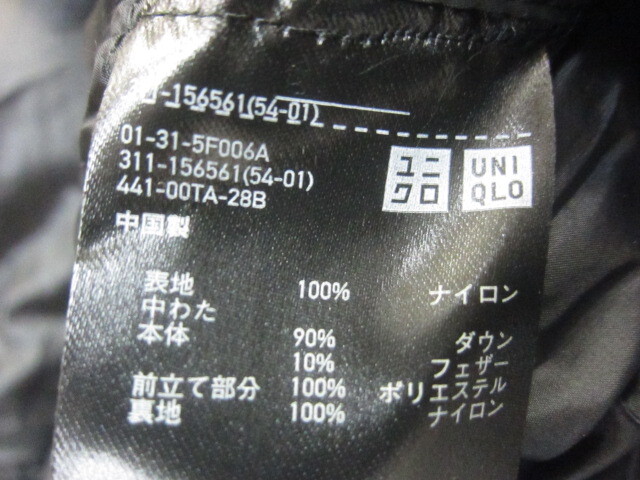 -156561(54-01)
01-31-5F006A
311-156561(54-01)
441-00TA-28B
中国製
ユニ
クロ
UNI
QLO
表地 100% ナイロン
中わた
本体 90% ダウン
10% フェザー
前立て部分 100% ポリエステル
裏地 100% ナイロン